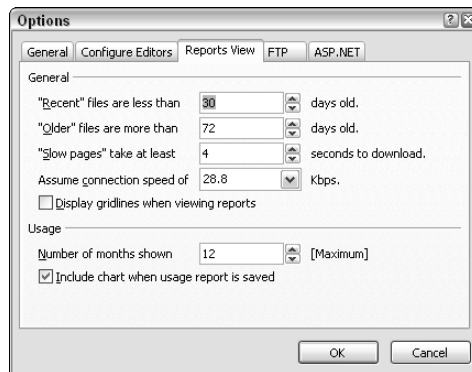 Options
General Configure Editors Reports View FTP ASP.NET
General
"Recent" files are less than 30 days old.
"Older" files are more than 72 days old.
"Slow pages" take at least 4 seconds to download.
Assume connection speed of 28.8 Kbps.
Display gridlines when viewing reports
Usage
Number of months shown 12 [Maximum]
Include chart when usage report is saved
OK Cancel